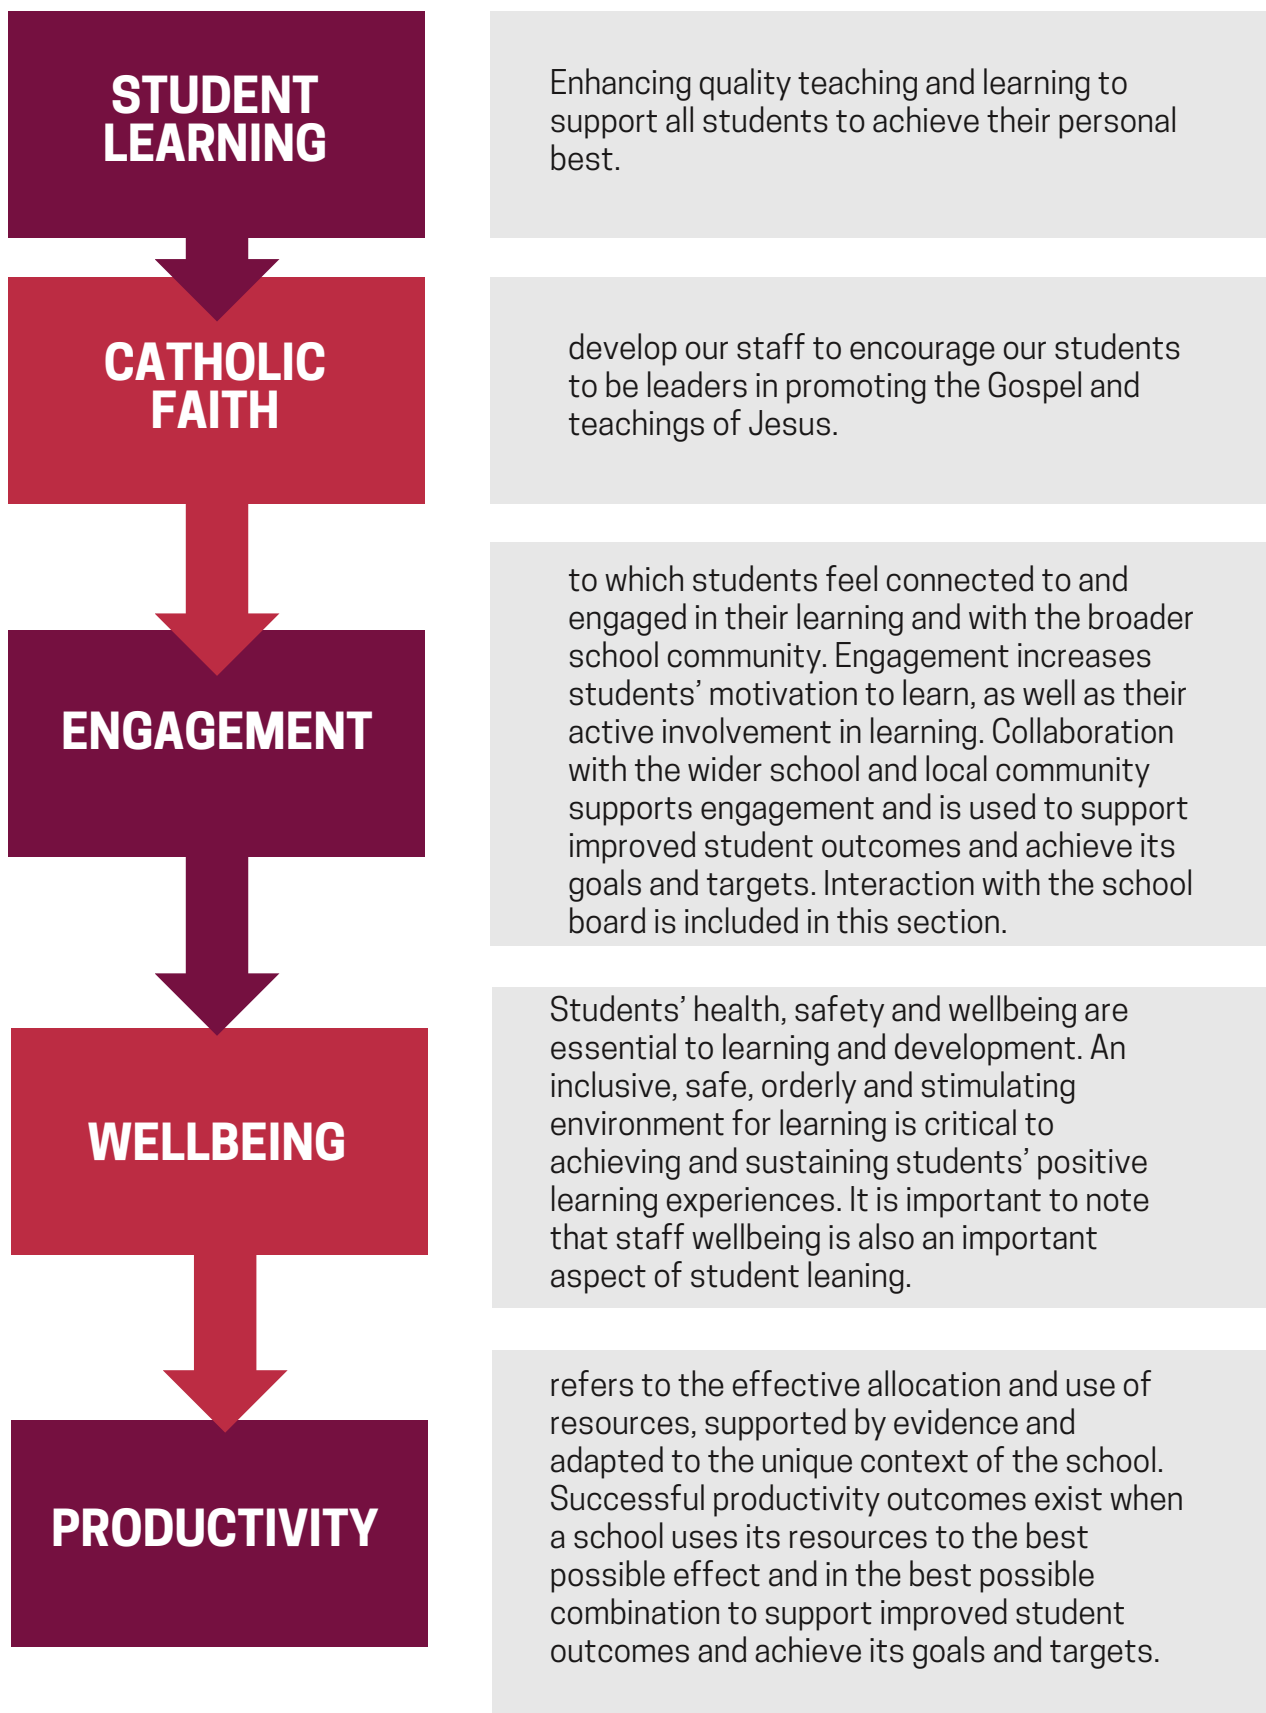 STUDENT
LEARNING
Enhancing quality teaching and learning to
support all students to achieve their personal
best.
CATHOLIC
FAITH
develop our staff to encourage our students
to be leaders in promoting the Gospel and
teachings of Jesus.
ENGAGEMENT
to which students feel connected to and
engaged in their learning and with the broader
school community. Engagement increases
students’ motivation to learn, as well as their
active involvement in learning. Collaboration
with the wider school and local community
supports engagement and is used to support
improved student outcomes and achieve its
goals and targets. Interaction with the school
board is included in this section.
WELLBEING
Students’ health, safety and wellbeing are
essential to learning and development. An
inclusive, safe, orderly and stimulating
environment for learning is critical to
achieving and sustaining students’ positive
learning experiences. It is important to note
that staff wellbeing is also an important
aspect of student leaning.
PRODUCTIVITY
refers to the effective allocation and use of
resources, supported by evidence and
adapted to the unique context of the school.
Successful productivity outcomes exist when
a school uses its resources to the best
possible effect and in the best possible
combination to support improved student
outcomes and achieve its goals and targets.